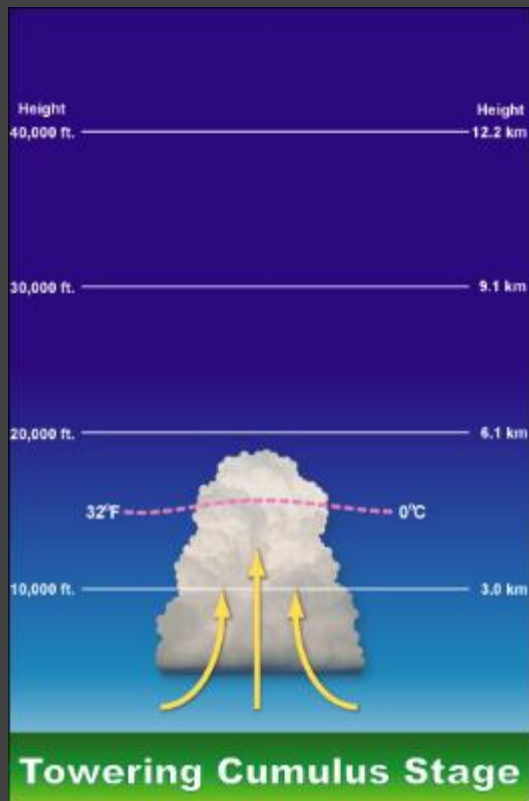 Height Height
40,000 ft. 12.2 km
30,000 ft. 9.1 km
20,000 ft. 6.1 km
32°F 0°C
10,000 ft. 3.0 km
Towering Cumulus Stage